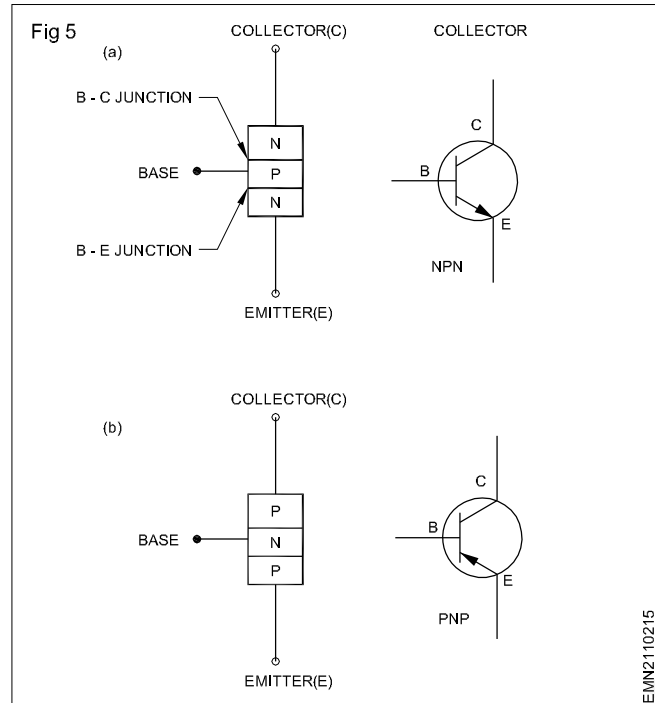 Fig 5
(a)
COLLECTOR(C)
COLLECTOR
B - C JUNCTION
N
BASE
P
N
B - E JUNCTION
EMITTER(E)
C
B
E
NPN
(b)
COLLECTOR(C)
P
BASE
N
P
EMITTER(E)
C
B
E
PNP
EMN2110215